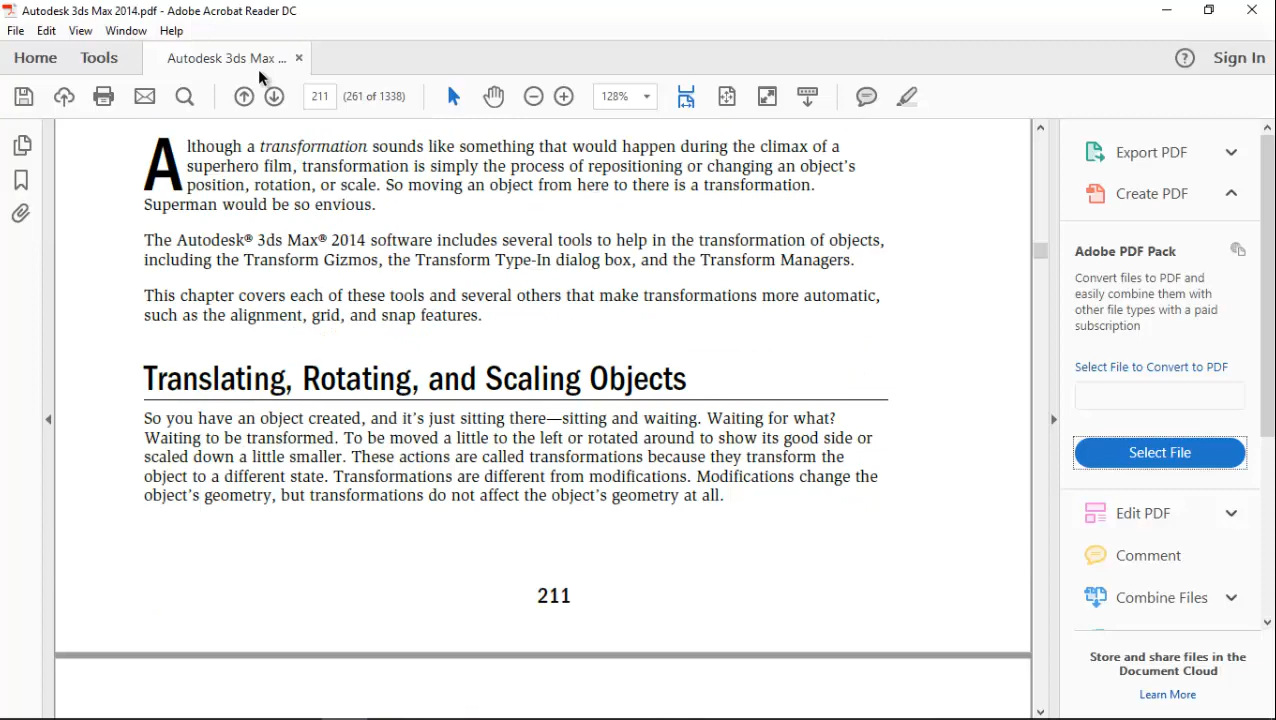 Autodesk 3ds Max 2014.pdf - Adobe Acrobat Reader DC
File Edit View Window Help
Home Tools Autodesk 3ds Max ... × ? Sign In
211 (261 of 1338) 128%
Although a transformation sounds like something that would happen during the climax of a
superhero film, transformation is simply the process of repositioning or changing an object's
position, rotation, or scale. So moving an object from here to there is a transformation.
Superman would be so envious.
The Autodesk® 3ds Max® 2014 software includes several tools to help in the transformation of objects,
including the Transform Gizmos, the Transform Type-In dialog box, and the Transform Managers.
This chapter covers each of these tools and several others that make transformations more automatic,
such as the alignment, grid, and snap features.
Translating, Rotating, and Scaling Objects
So you have an object created, and it's just sitting there—sitting and waiting. Waiting for what?
Waiting to be transformed. To be moved a little to the left or rotated around to show its good side or
scaled down a little smaller. These actions are called transformations because they transform the
object to a different state. Transformations are different from modifications. Modifications change the
object's geometry, but transformations do not affect the object's geometry at all.
211
Export PDF
Create PDF
Adobe PDF Pack
Convert files to PDF and
easily combine them with
other file types with a paid
subscription
Select File to Convert to PDF
Select File
Edit PDF
Comment
Combine Files
Store and share files in the
Document Cloud
Learn More